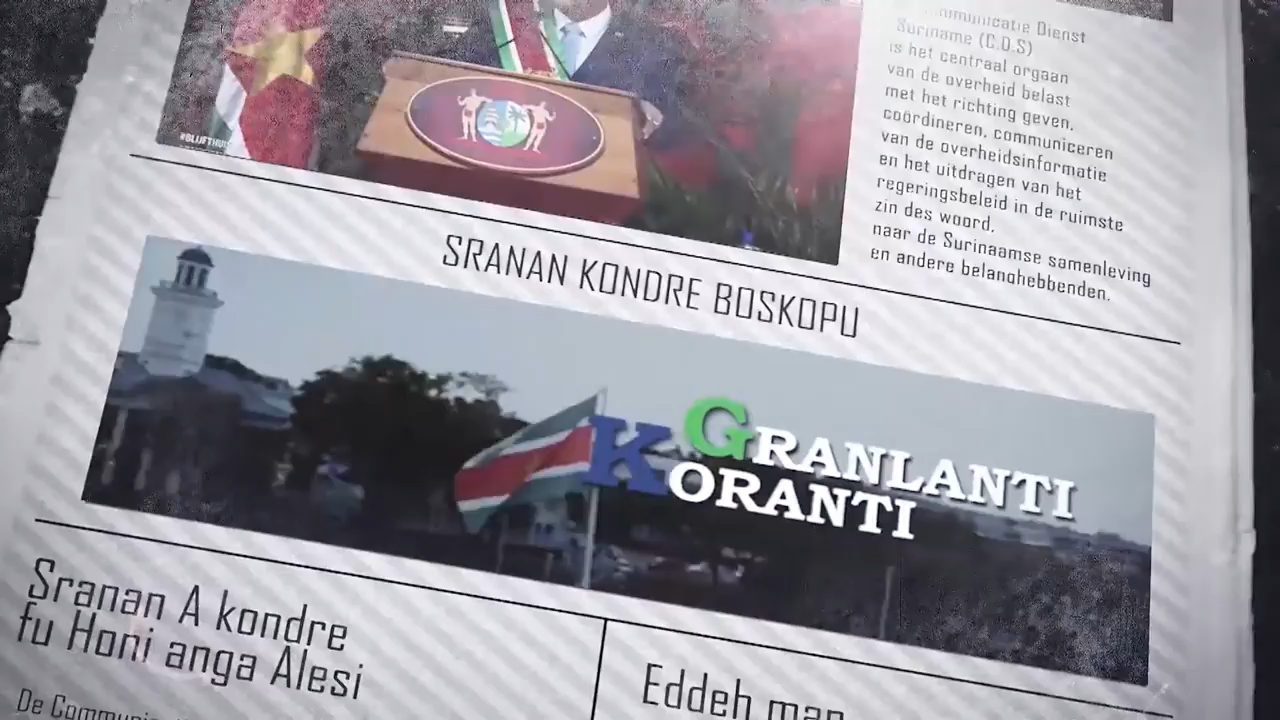 #BLIJFTHUIS
Communicatie Dienst
Suriname (C.D.S)
is het centraal orgaan
van de overheid belast
met het richting geven,
coördineren, communiceren
van de overheidsinformatie
en het uitdragen van het
regeringsbeleid in de ruimste
zin des woord,
naar de Surinaamse samenleving
en andere belanghebbenden.
SRANAN KONDRE BOSKOPU
GRANLANTI
KORANTI
Sranan A kondre
fu Honi anga Alesi
De
Eddeh man